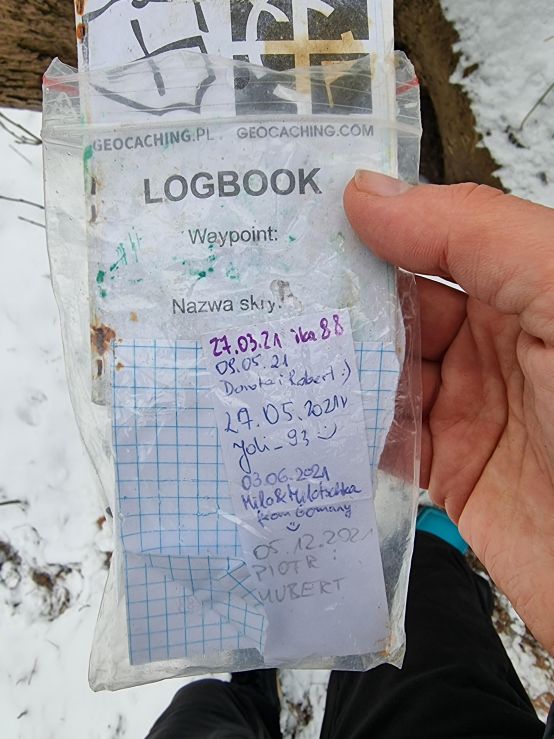 GEOCACHING.PL GEOCACHING.COM
LOGBOOK
Waypoint:
Nazwa skry
27.03.21 ika88
09.05.21
Dorota i Robert :)
27.05.2021r
Joli_93
03.06.2021
Milo&Milotschka
from Germany
05.12.2021
PIOTR
HUBERT